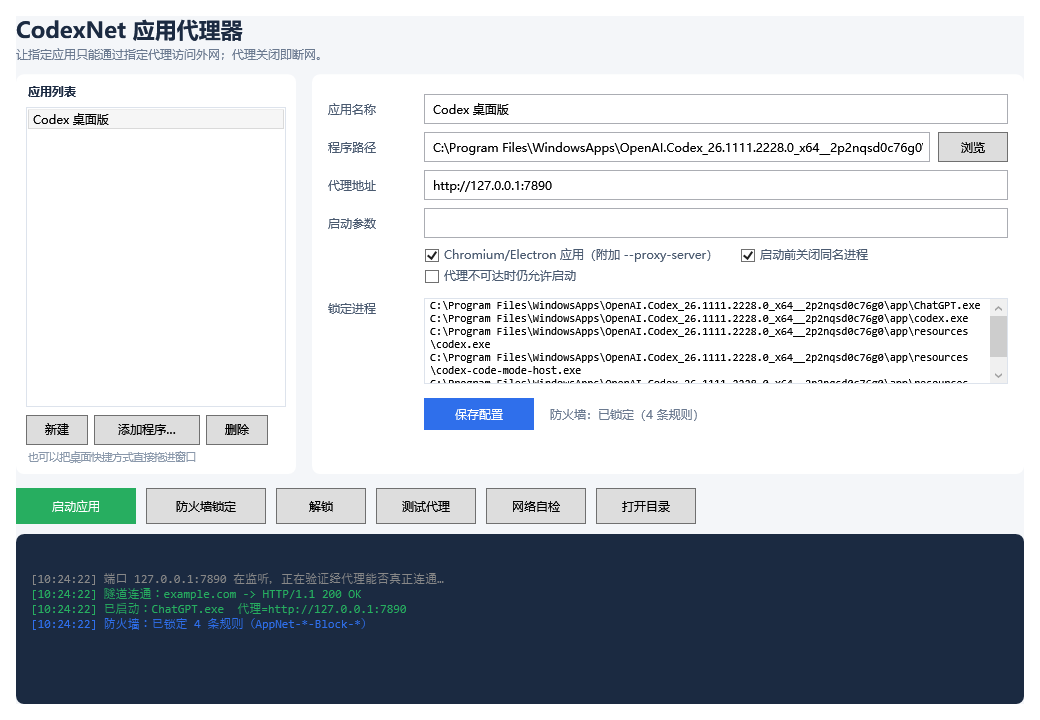 CodexNet 应用代理器
让指定应用只能通过指定代理访问外网；代理关闭即断网。
应用列表
Codex 桌面版
新建
添加程序...
删除
也可以把桌面快捷方式直接拖进窗口
应用名称
Codex 桌面版
程序路径
C:\Program Files\WindowsApps\OpenAI.Codex_26.1111.2228.0_x64__2p2nqsd0c76g0\
浏览
代理地址
http://127.0.0.1:7890
启动参数
Chromium/Electron 应用（附加 --proxy-server）
启动前关闭同名进程
代理不可达时仍允许启动
锁定进程
C:\Program Files\WindowsApps\OpenAI.Codex_26.1111.2228.0_x64__2p2nqsd0c76g0\app\ChatGPT.exe
C:\Program Files\WindowsApps\OpenAI.Codex_26.1111.2228.0_x64__2p2nqsd0c76g0\app\codex.exe
C:\Program Files\WindowsApps\OpenAI.Codex_26.1111.2228.0_x64__2p2nqsd0c76g0\app\resources
\codex.exe
C:\Program Files\WindowsApps\OpenAI.Codex_26.1111.2228.0_x64__2p2nqsd0c76g0\app\resources
\codex-code-mode-host.exe
C:\Program Files\WindowsApps\OpenAI.Codex_26.1111.2228.0_x64__2p2nqsd0c76g0\app\resources
保存配置
防火墙：已锁定（4 条规则）
启动应用
防火墙锁定
解锁
测试代理
网络自检
打开目录
[10:24:22] 端口 127.0.0.1:7890 在监听，正在验证经代理能否真正连通…
[10:24:22] 隧道连通：example.com -> HTTP/1.1 200 OK
[10:24:22] 已启动：ChatGPT.exe  代理=http://127.0.0.1:7890
[10:24:22] 防火墙：已锁定 4 条规则（AppNet-*-Block-*）